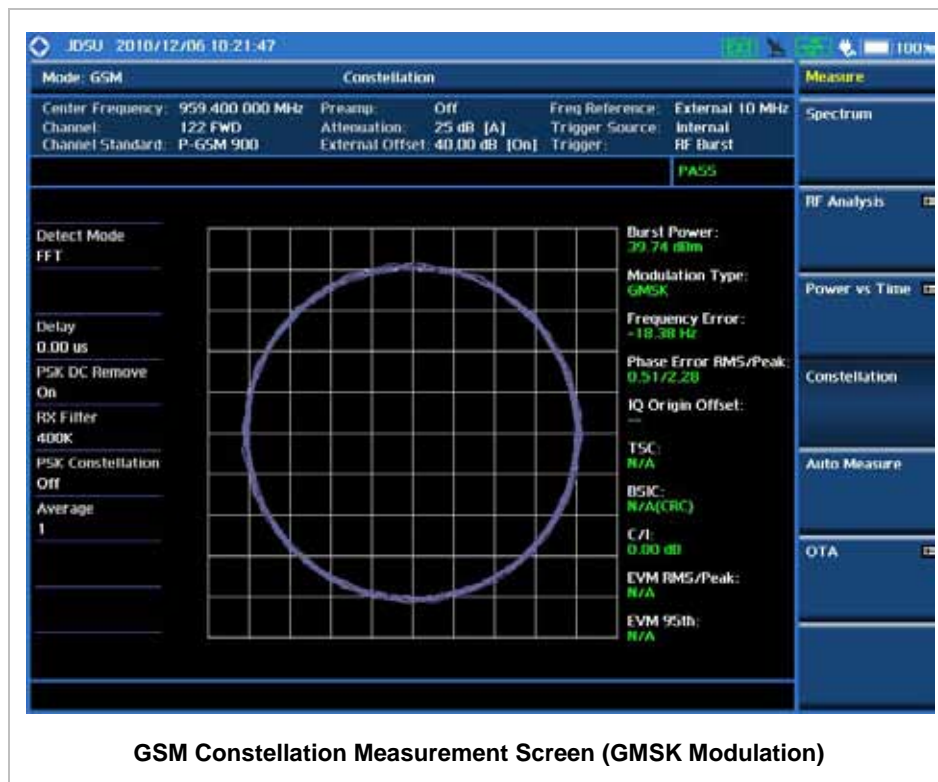 JDSU 2010/12/06 10:21:47
100%
Mode: GSM
Constellation
Measure
Center Frequency: 959.400 000 MHz
Channel: 122 FWD
Channel Standard: P-GSM 900
Preamp: Off
Attenuation: 25 dB [A]
External Offset: 40.00 dB [On]
Freq Reference: External 10 MHz
Trigger Source: Internal
Trigger: RF Burst
PASS
Detect Mode
FFT
Delay
0.00 us
PSK DC Remove
On
RX Filter
400K
PSK Constellation
Off
Average
1
Burst Power:
39.74 dBm
Modulation Type:
GMSK
Frequency Error:
-18.38 Hz
Phase Error RMS/Peak:
0.51/2.28
IQ Origin Offset:
--
TSC:
N/A
BSIC:
N/A(CRC)
C/I:
0.00 dB
EVM RMS/Peak:
N/A
EVM 95th:
N/A
Spectrum
RF Analysis
Power vs Time
Constellation
Auto Measure
OTA
GSM Constellation Measurement Screen (GMSK Modulation)